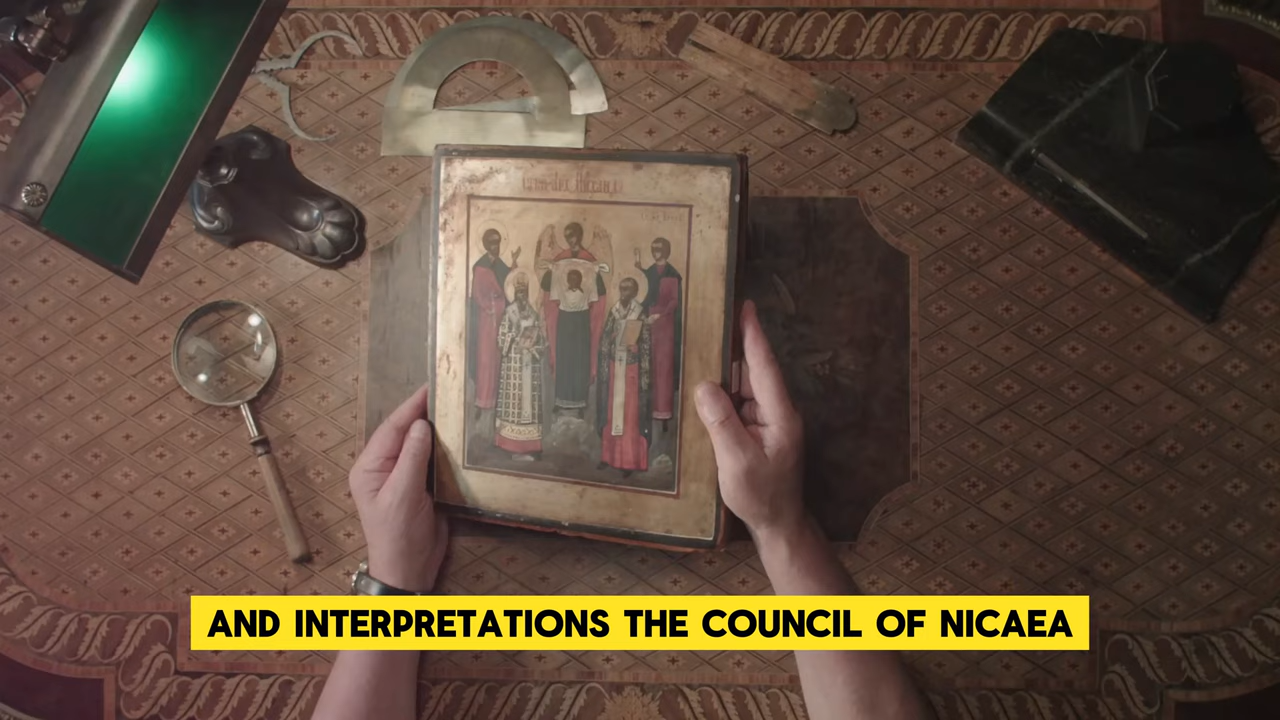 AND INTERPRETATIONS THE COUNCIL OF NICAEA